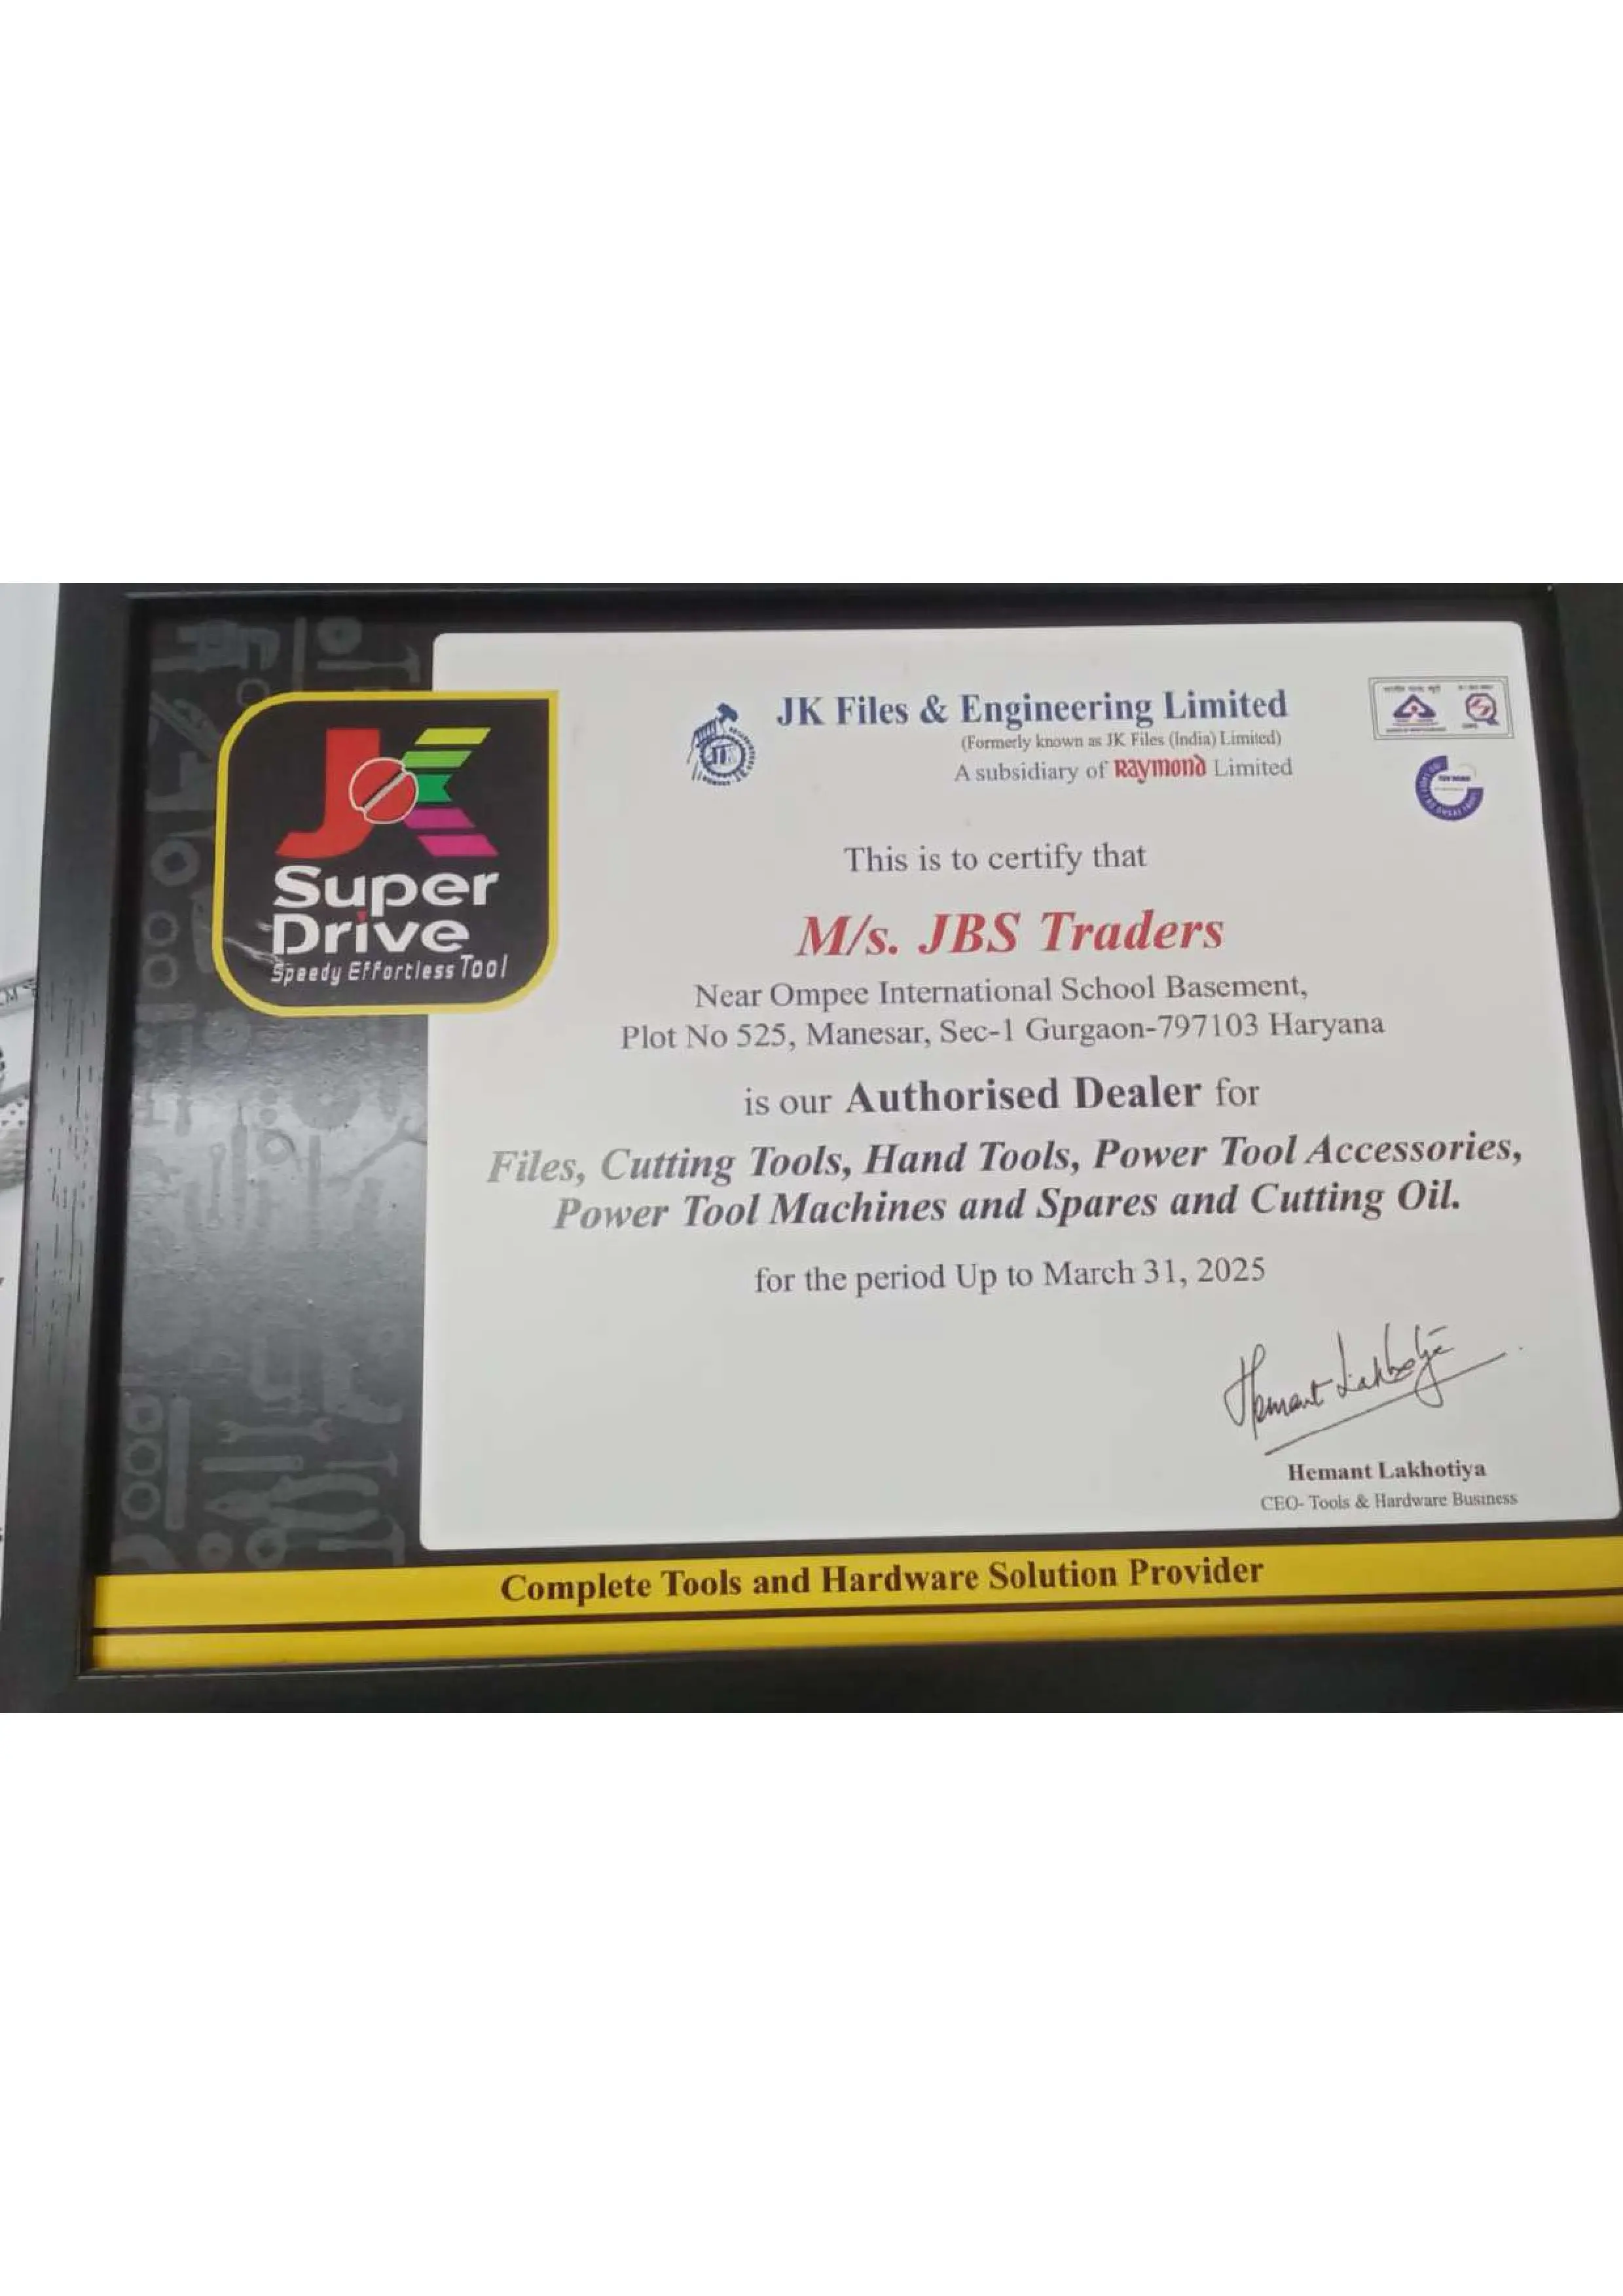 JK Files & Engineering Limited
(Formerly known as JK Files (India) Limited)
A subsidiary of Raymond Limited
JK
Super
Drive
Speedy Effortless Tool
This is to certify that
M/s. JBS Traders
Near Ompee International School Basement,
Plot No 525, Manesar, Sec-1 Gurgaon-797103 Haryana
is our Authorised Dealer for
Files, Cutting Tools, Hand Tools, Power Tool Accessories,
Power Tool Machines and Spares and Cutting Oil.
for the period Up to March 31, 2025
Hemant Lakhotiya
Hemant Lakhotiya
CEO- Tools & Hardware Business
Complete Tools and Hardware Solution Provider